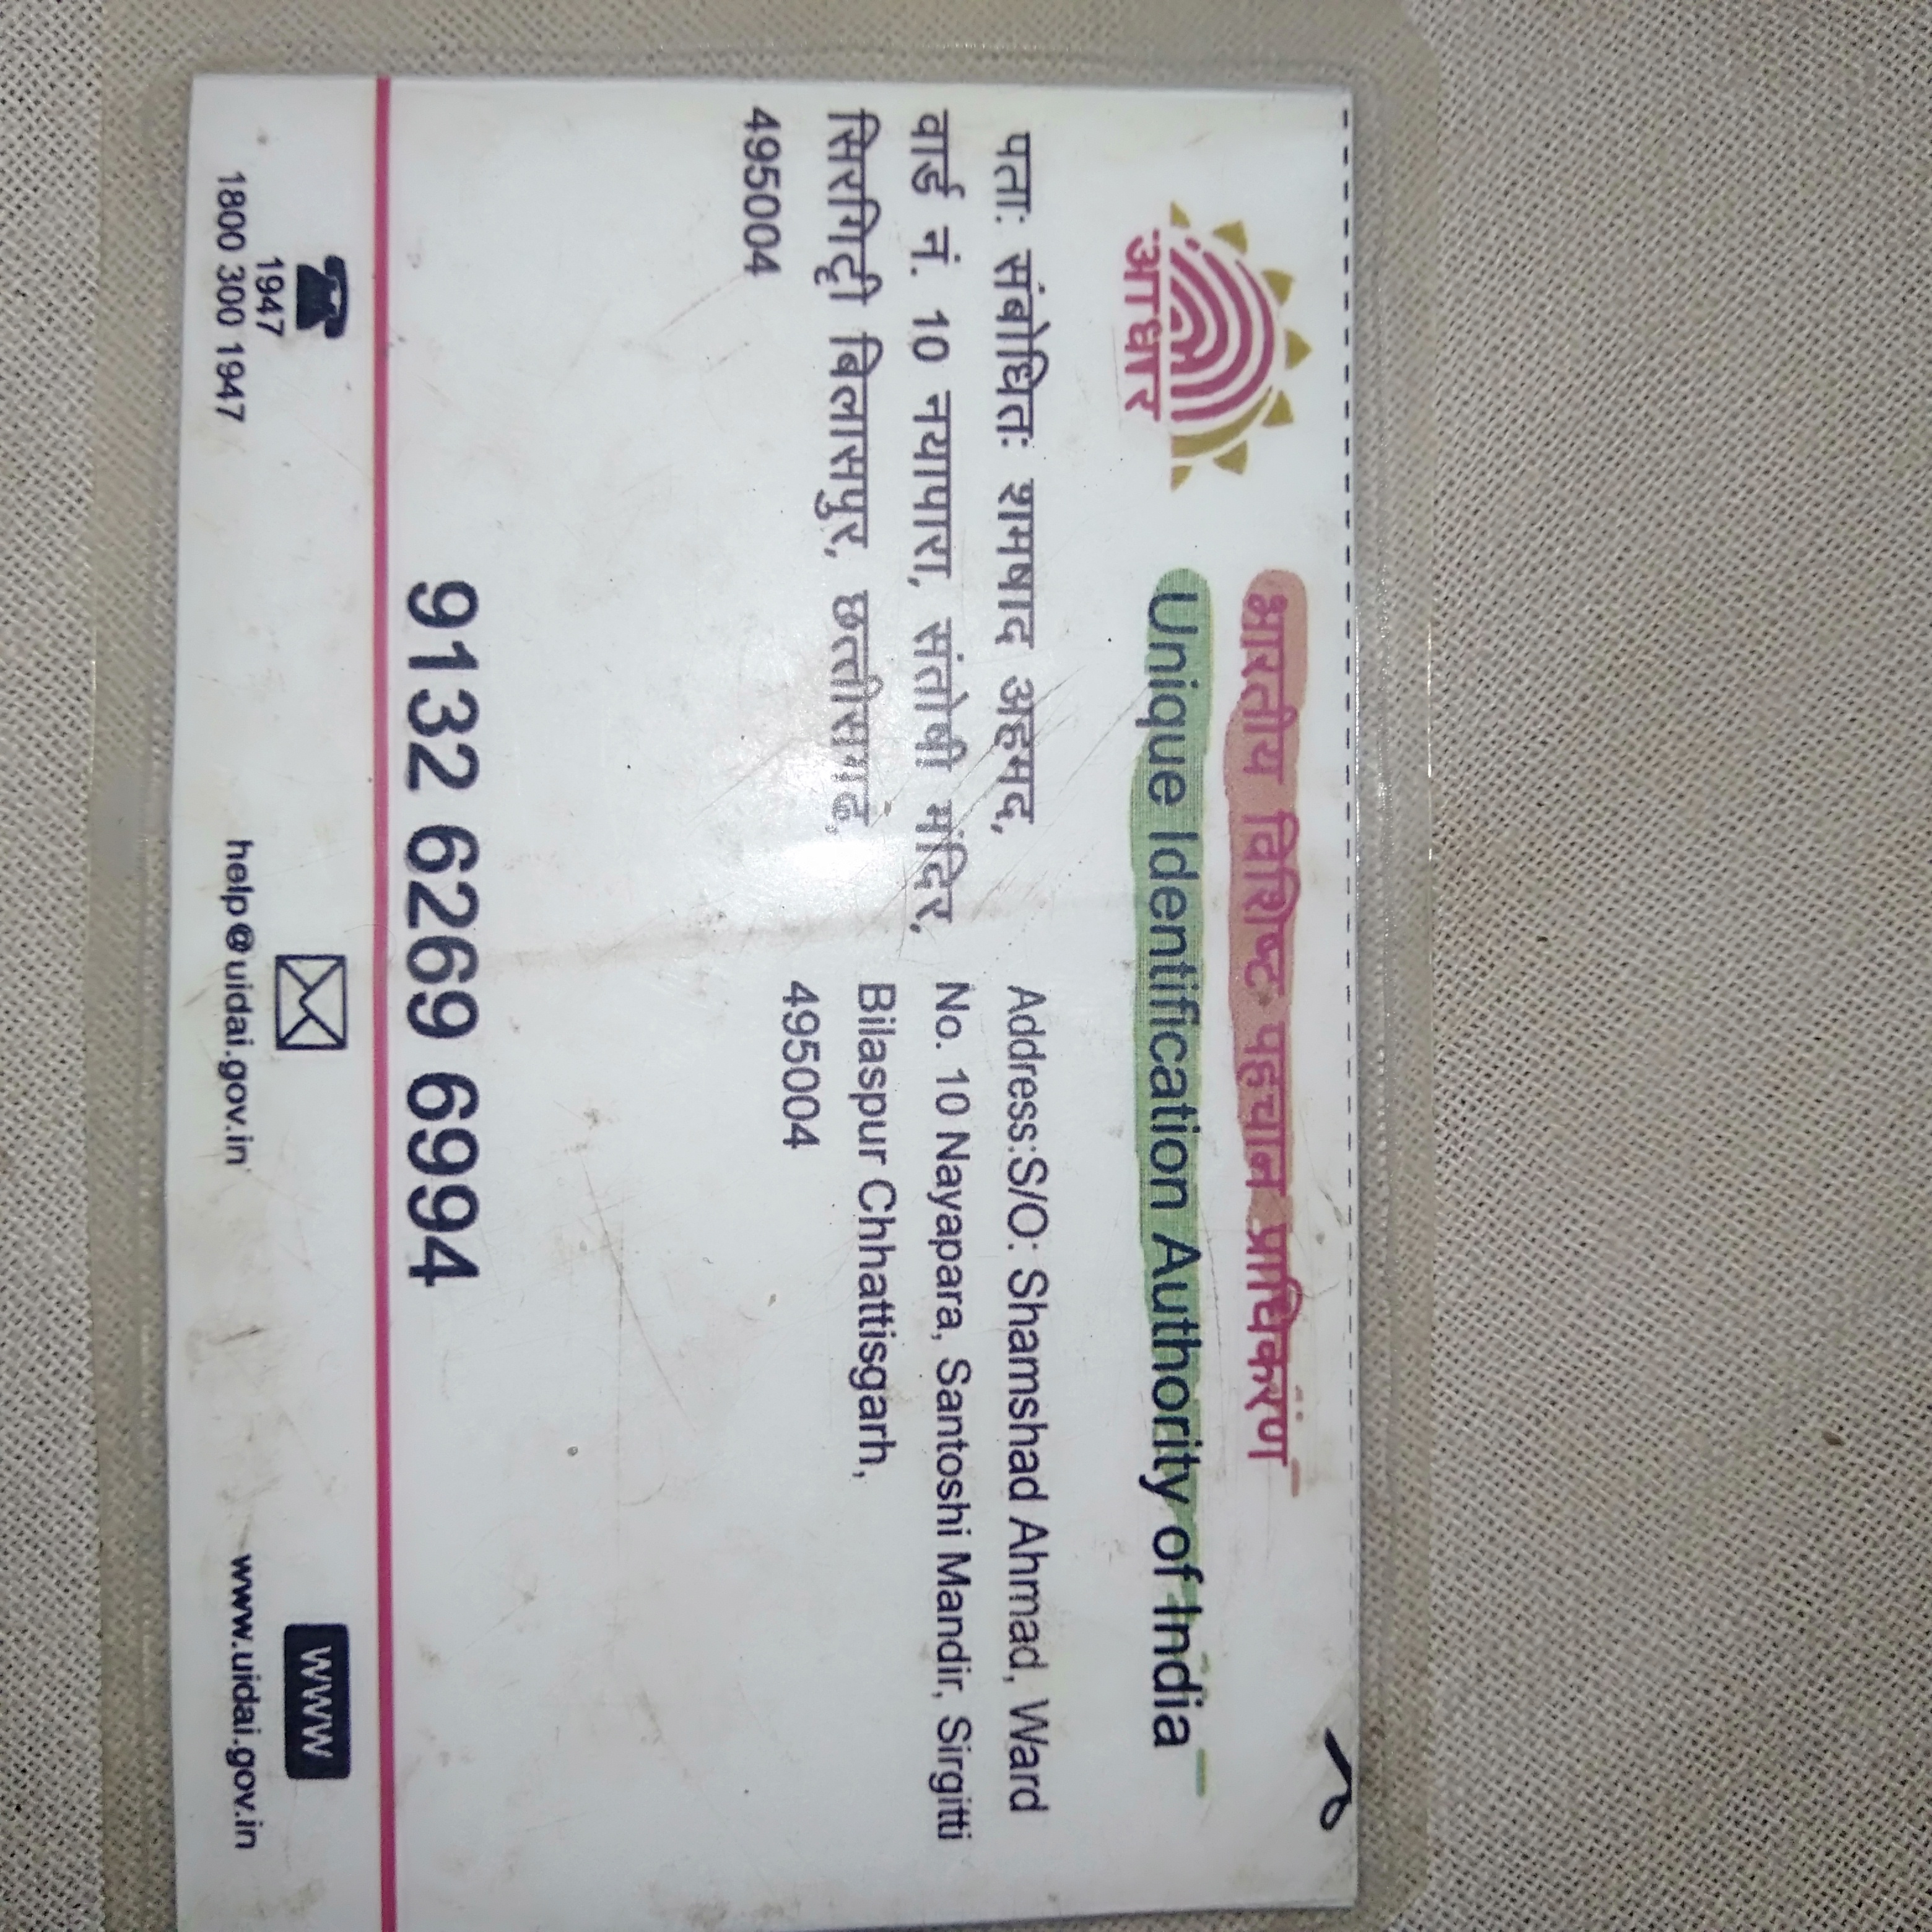 भारतीय विशिष्ट पहचान प्राधिकरण
Unique Identification Authority of India
आधार
पता: संबोधित: शमषाद अहमद,
वार्ड नं. 10 नयापारा, संतोषी मंदिर,
सिरगिट्टी बिलासपुर, छत्तीसगढ़,
495004
Address:S/O: Shamshad Ahmad, Ward
No. 10 Nayapara, Santoshi Mandir, Sirgitti
Bilaspur Chhattisgarh,
495004
9132 6269 6994
1947
1800 300 1947
help@uidai.gov.in
WWW
www.uidai.gov.in